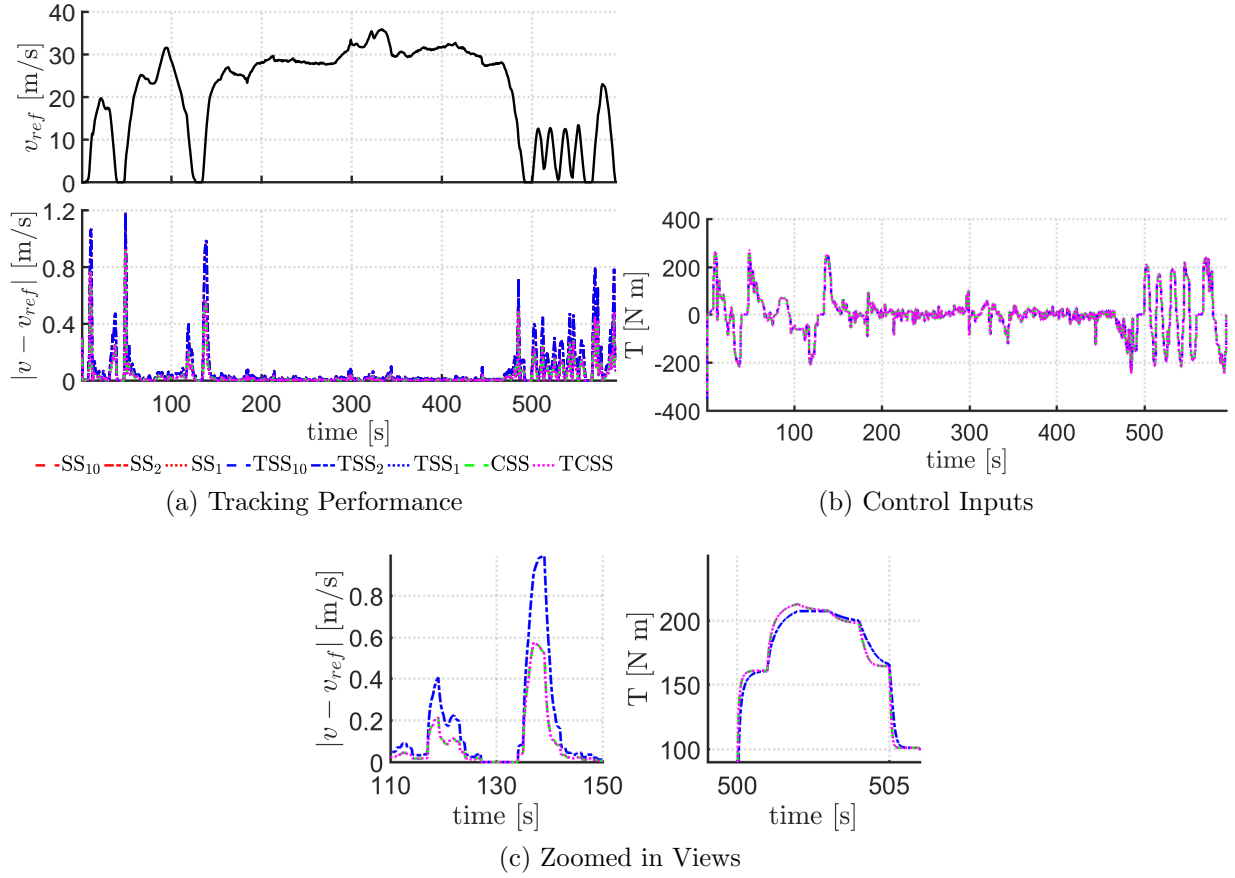 40
30
20
10
0
v_ref [m/s]
1.2
0.8
0.4
0
|v − v_ref| [m/s]
100 200 300 400 500
time [s]
SS₁₀ SS₂ SS₁ TSS₁₀ TSS₂ TSS₁ CSS TCSS
(a) Tracking Performance
400
200
0
-200
-400
T [N m]
100 200 300 400 500
time [s]
(b) Control Inputs
0.8
0.6
0.4
0.2
0
|v − v_ref| [m/s]
110 130 150
time [s]
200
150
100
T [N m]
500 505
time [s]
(c) Zoomed in Views